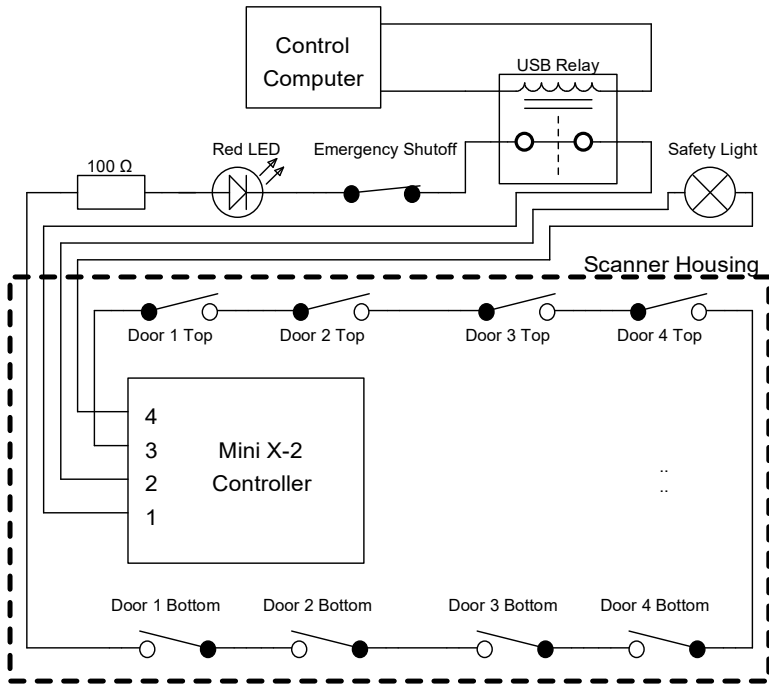 Control
Computer
USB Relay
100 Ω
Red LED
Emergency Shutoff
Safety Light
Scanner Housing
Door 1 Top
Door 2 Top
Door 3 Top
Door 4 Top
4
3
2
1
Mini X-2
Controller
..
..
Door 1 Bottom
Door 2 Bottom
Door 3 Bottom
Door 4 Bottom